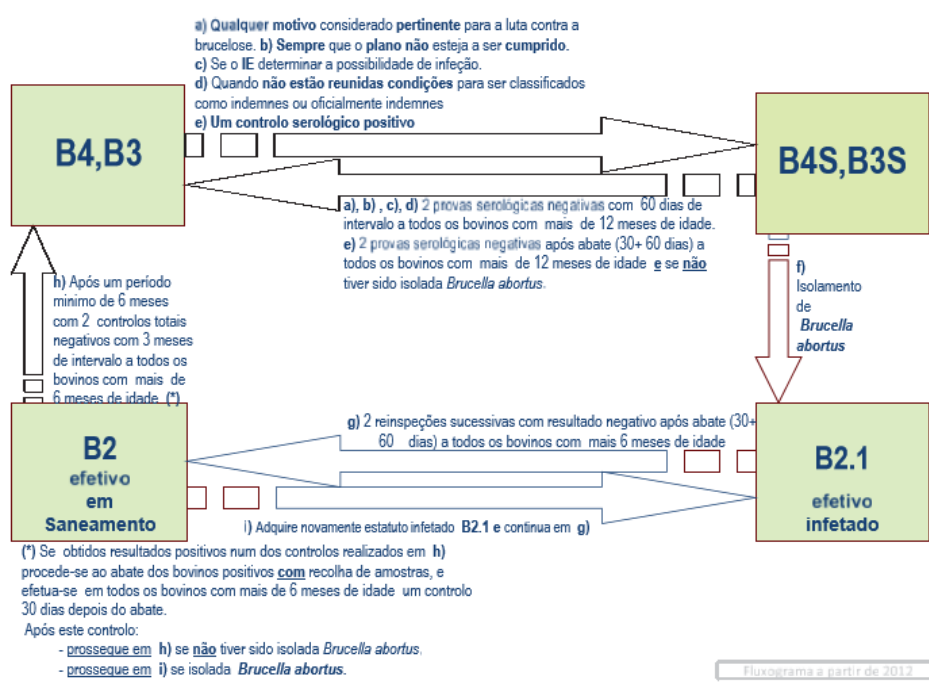 a) Qualquer motivo considerado pertinente para a luta contra a
brucelose. b) Sempre que o plano não esteja a ser cumprido.
c) Se o IE determinar a possibilidade de infeção.
d) Quando não estão reunidas condições para ser classificados
como indemnes ou oficialmente indemnes
e) Um controlo serológico positivo
B4,B3
B4S,B3S
a), b) , c), d) 2 provas serológicas negativas com 60 dias de
intervalo a todos os bovinos com mais de 12 meses de idade.
e) 2 provas serológicas negativas após abate (30+ 60 dias) a
todos os bovinos com mais de 12 meses de idade e se não
tiver sido isolada Brucella abortus.
f)
Isolamento
de
Brucella
abortus
h) Após um período
minimo de 6 meses
com 2 controlos totais
negativos com 3 meses
de intervalo a todos os
bovinos com mais de
6 meses de idade (*)
g) 2 reinspeções sucessivas com resultado negativo após abate (30+
60 dias) a todos os bovinos com mais 6 meses de idade
B2
efetivo
em
Saneamento
B2.1
efetivo
infetado
i) Adquire novamente estatuto infetado B2.1 e continua em g)
(*) Se obtidos resultados positivos num dos controlos realizados em h)
procede-se ao abate dos bovinos positivos com recolha de amostras, e
efetua-se em todos os bovinos com mais de 6 meses de idade um controlo
30 dias depois do abate.
Após este controlo:
- prossegue em h) se não tiver sido isolada Brucella abortus.
- prossegue em i) se isolada Brucella abortus.
Fluxograma a partir de 2012